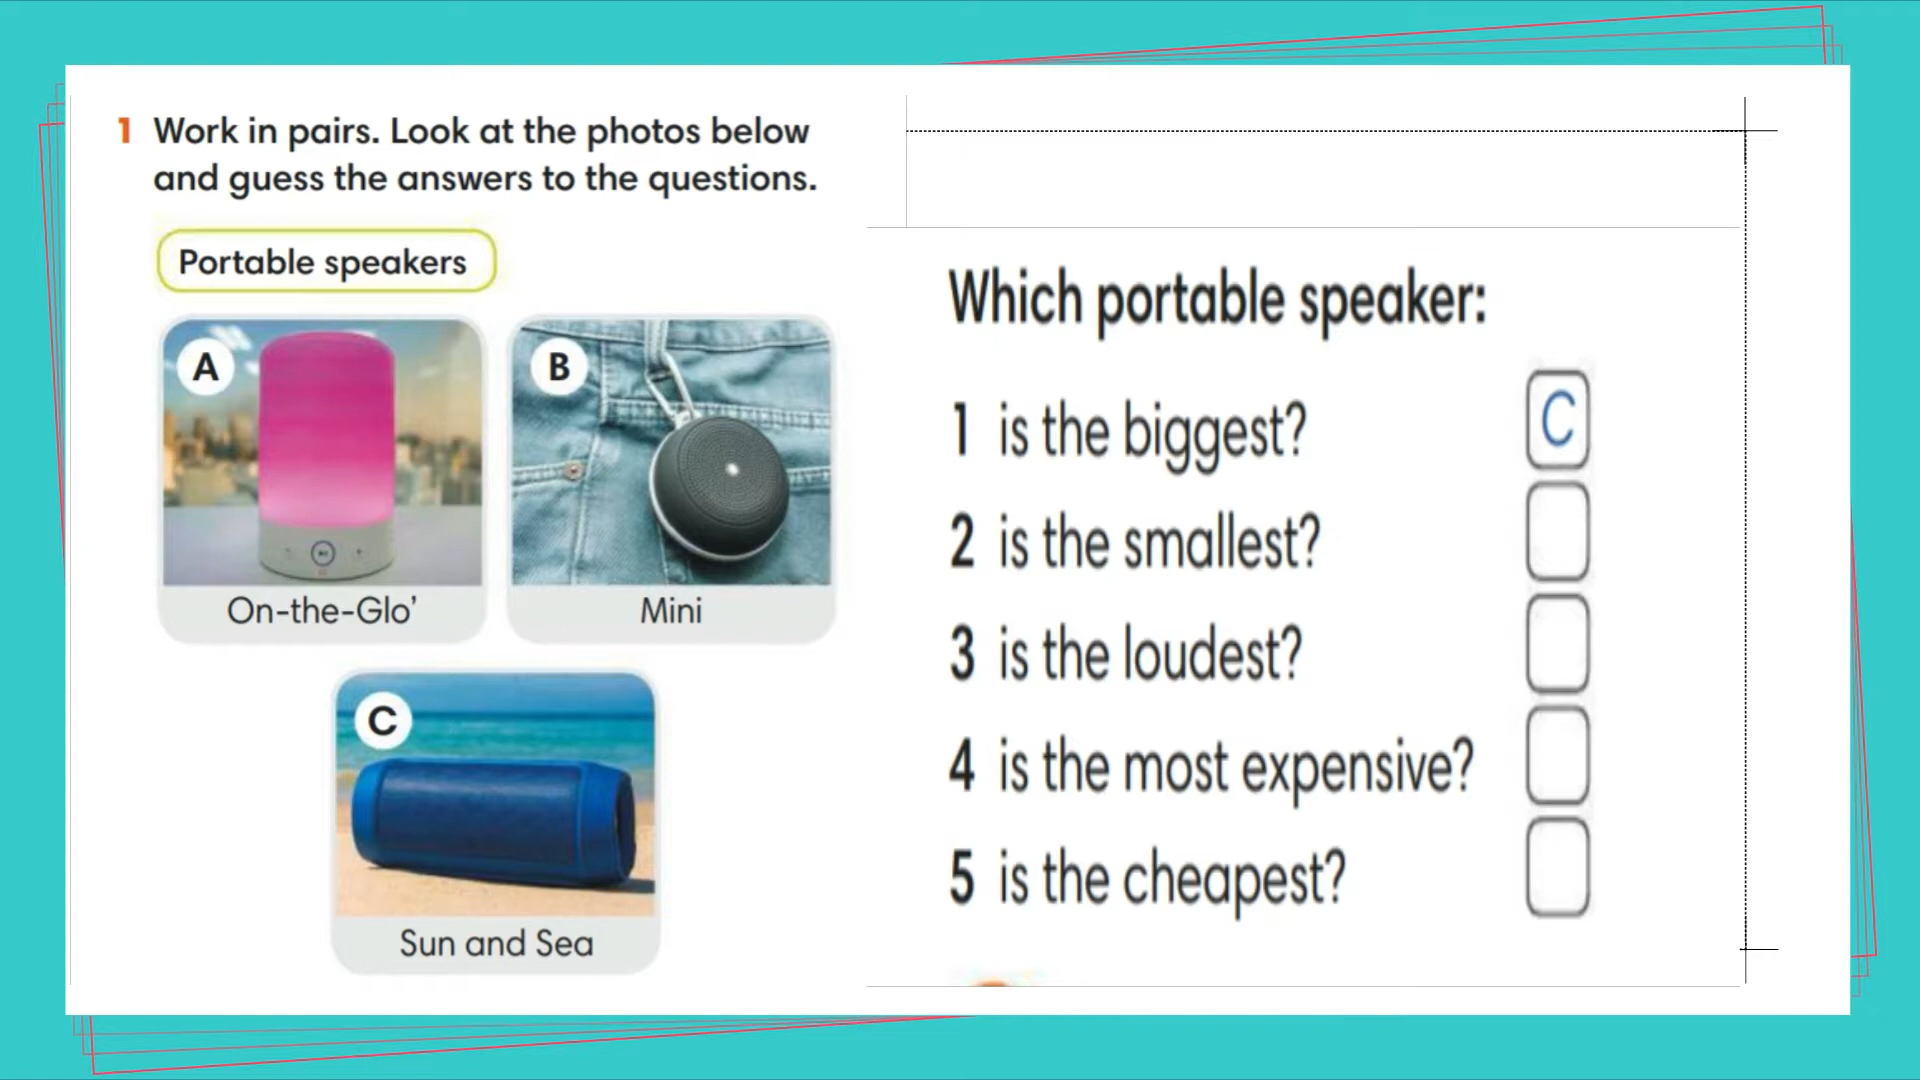 1 Work in pairs. Look at the photos below
and guess the answers to the questions.
Portable speakers
A
On-the-Glo’
B
Mini
C
Sun and Sea
Which portable speaker:
1 is the biggest? C
2 is the smallest?
3 is the loudest?
4 is the most expensive?
5 is the cheapest?